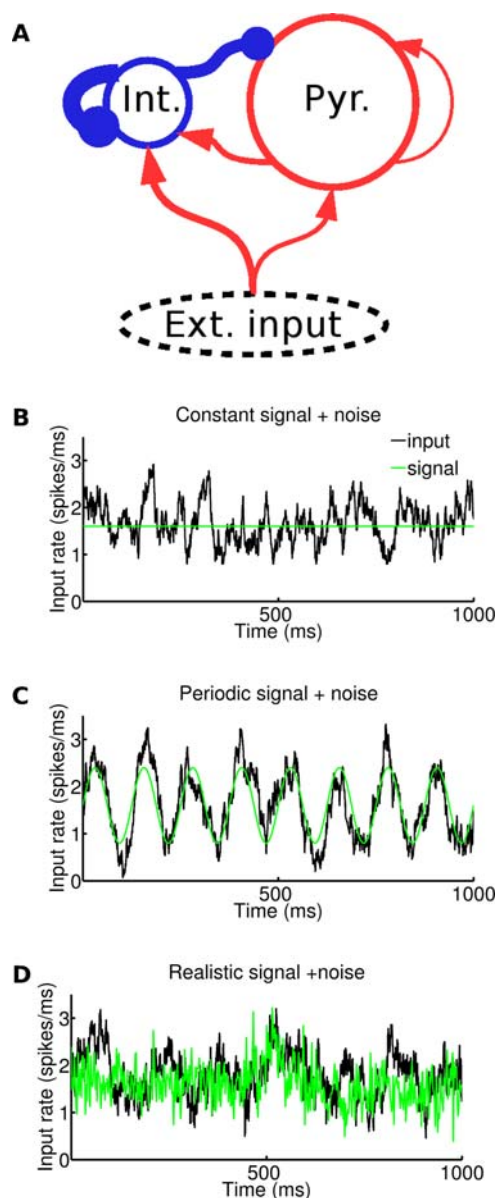 A
Int.
Pyr.
Ext. input
B
Constant signal + noise
input
signal
Input rate (spikes/ms)
3
2
1
0
500
1000
Time (ms)
C
Periodic signal + noise
Input rate (spikes/ms)
3
2
1
0
500
1000
Time (ms)
D
Realistic signal +noise
Input rate (spikes/ms)
3
2
1
0
500
1000
Time (ms)